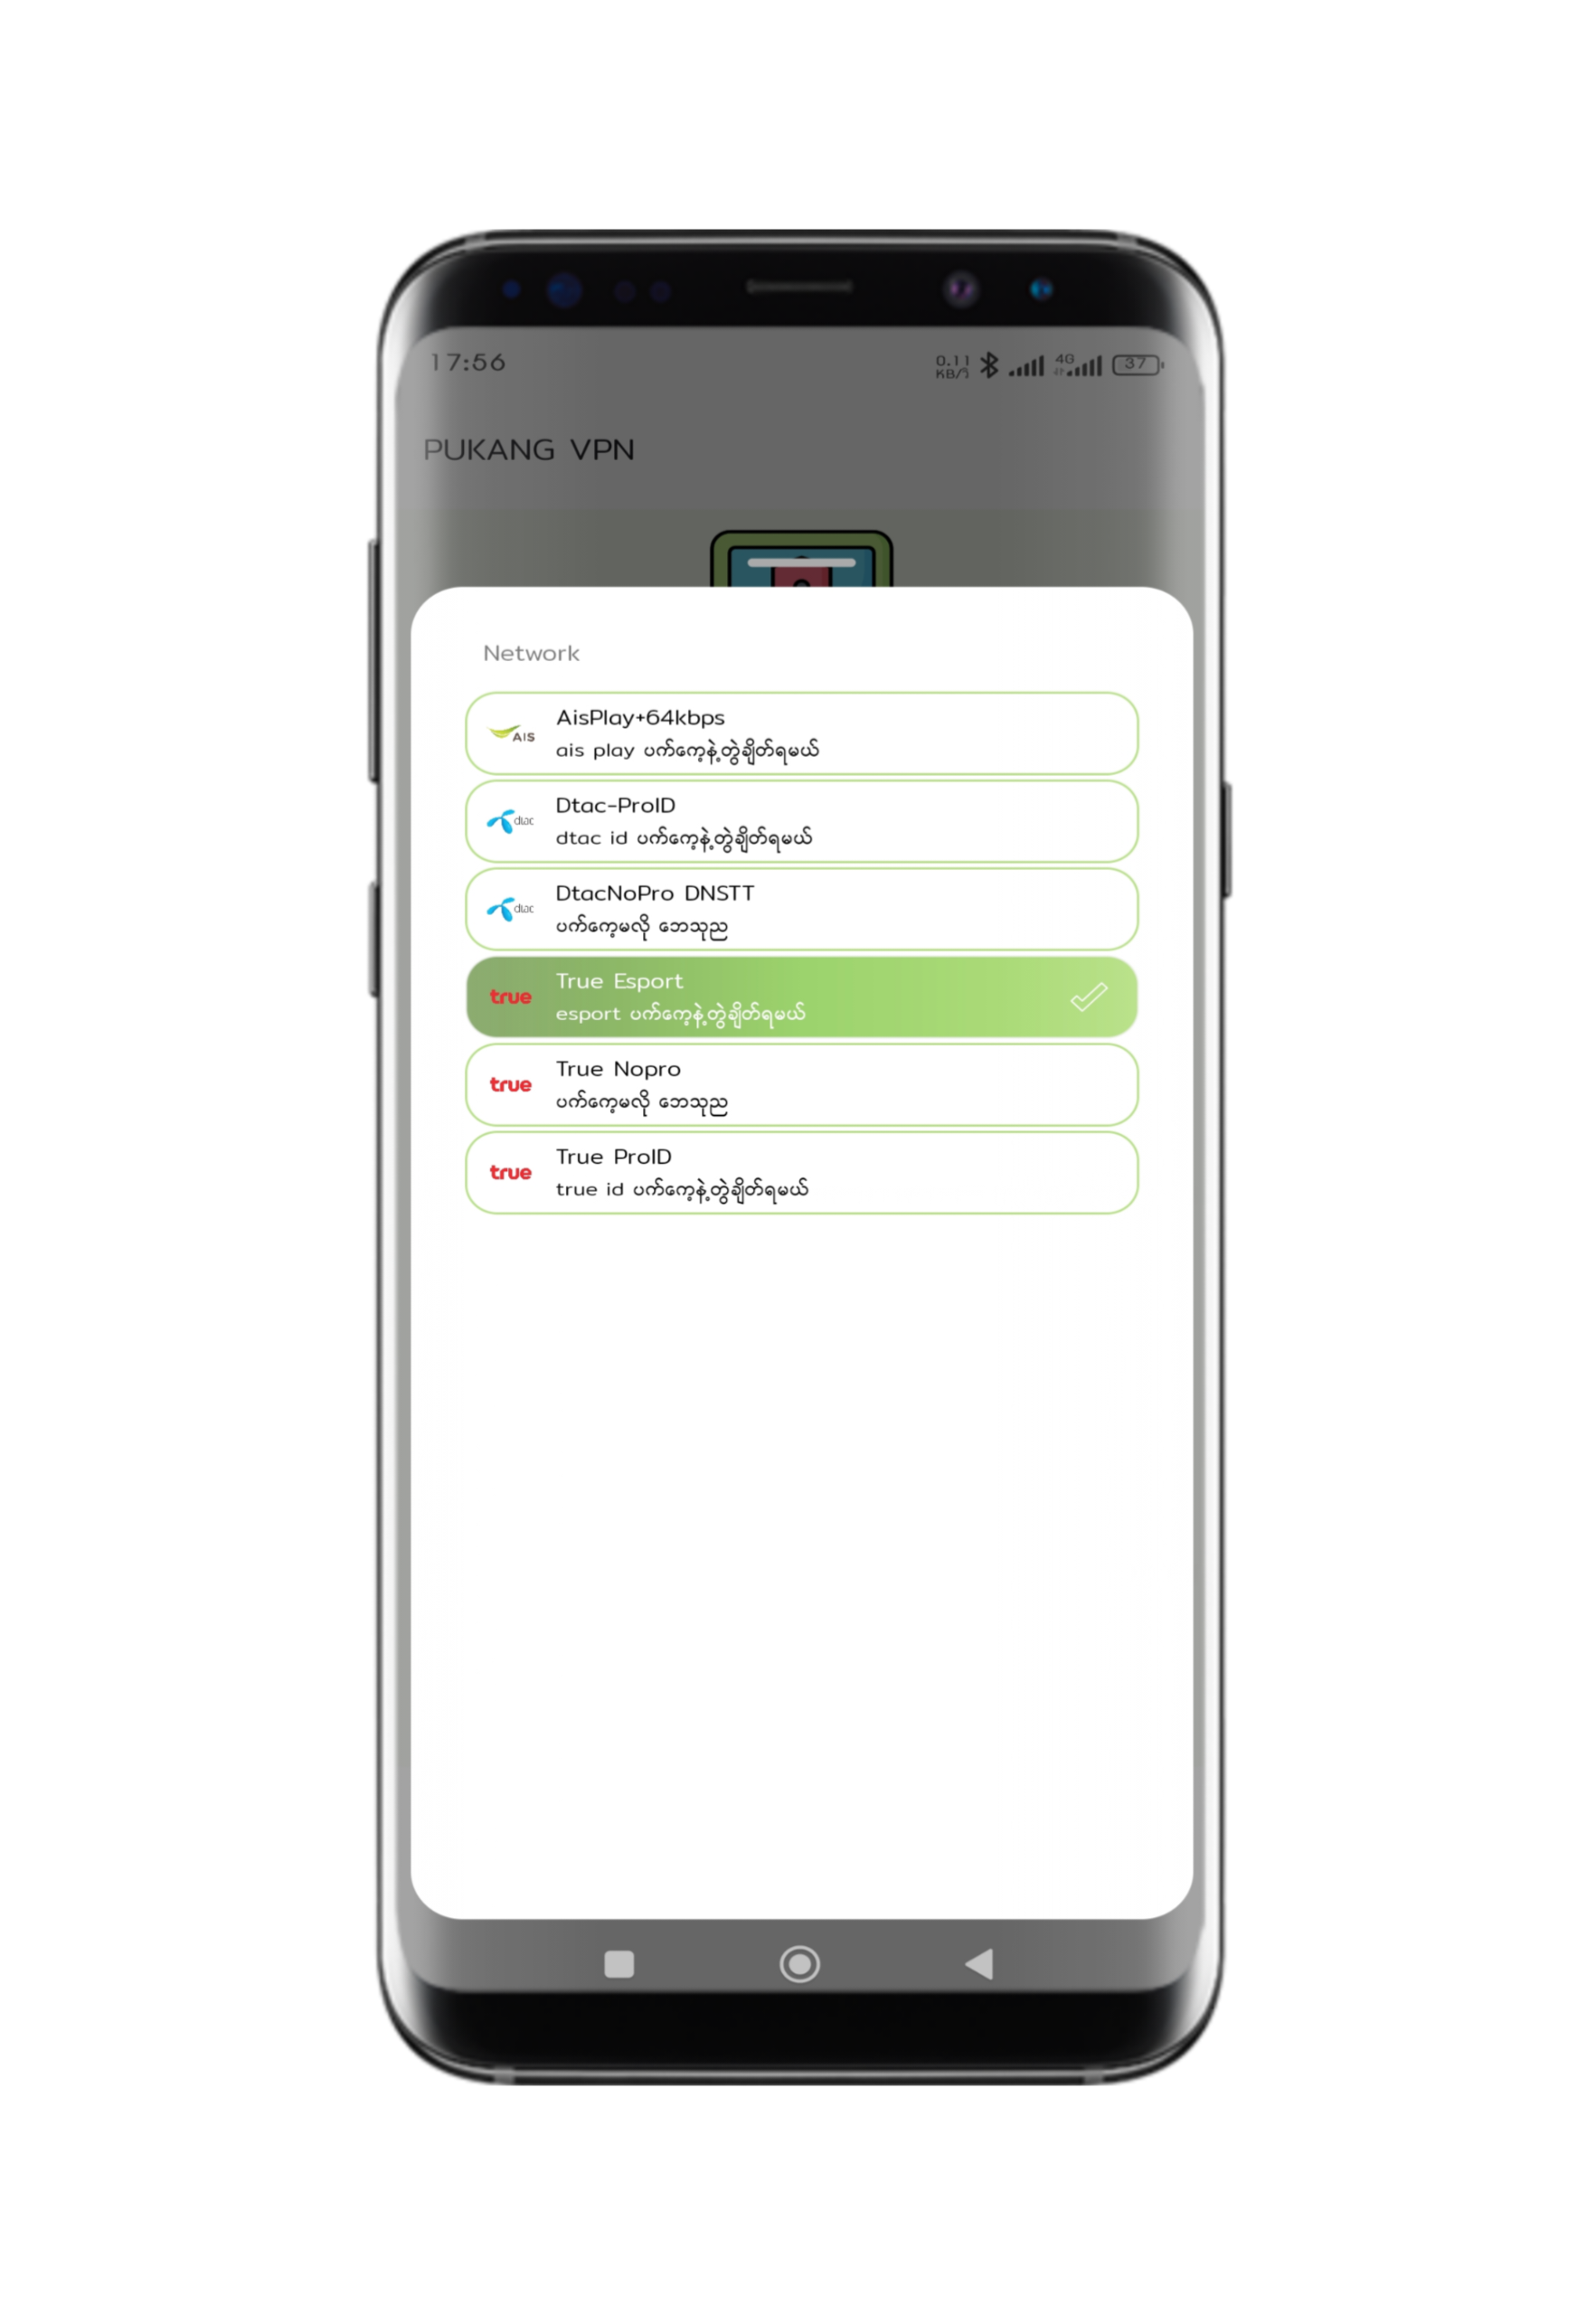 17:56
0.11
KB/วิ
4G
37
PUKANG VPN
Network
AIS
AisPlay+64kbps
ais play ပက်ကေ့နဲ့တွဲချိတ်ရမယ်
dtac
Dtac-ProID
dtac id ပက်ကေ့နဲ့တွဲချိတ်ရမယ်
dtac
DtacNoPro DNSTT
ပက်ကေ့မလို ဘေသုည
true
True Esport
esport ပက်ကေ့နဲ့တွဲချိတ်ရမယ်
true
True Nopro
ပက်ကေ့မလို ဘေသုည
true
True ProID
true id ပက်ကေ့နဲ့တွဲချိတ်ရမယ်